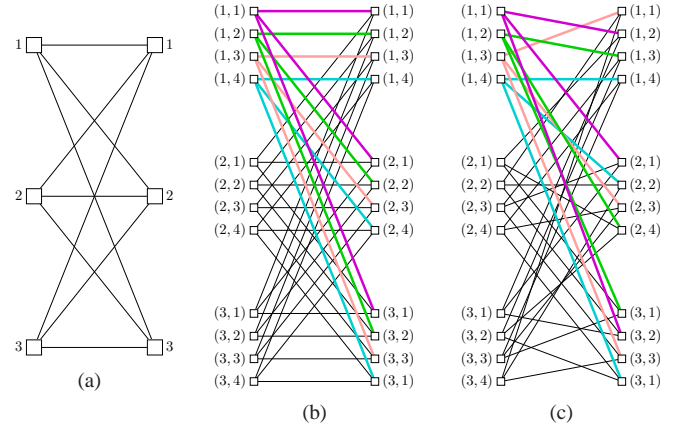 (1, 1) (1, 1) (1, 1) (1, 1)
(1, 2) (1, 2) (1, 2) (1, 2)
1 1 (1, 3) (1, 3) (1, 3) (1, 3)
(1, 4) (1, 4) (1, 4) (1, 4)
(2, 1) (2, 1) (2, 1) (2, 1)
(2, 2) (2, 2) (2, 2) (2, 2)
2 2 (2, 3) (2, 3) (2, 3) (2, 3)
(2, 4) (2, 4) (2, 4) (2, 4)
(3, 1) (3, 1) (3, 1) (3, 1)
(3, 2) (3, 2) (3, 2) (3, 2)
3 3 (3, 3) (3, 3) (3, 3) (3, 3)
(3, 4) (3, 1) (3, 4) (3, 1)
(a) (b) (c)